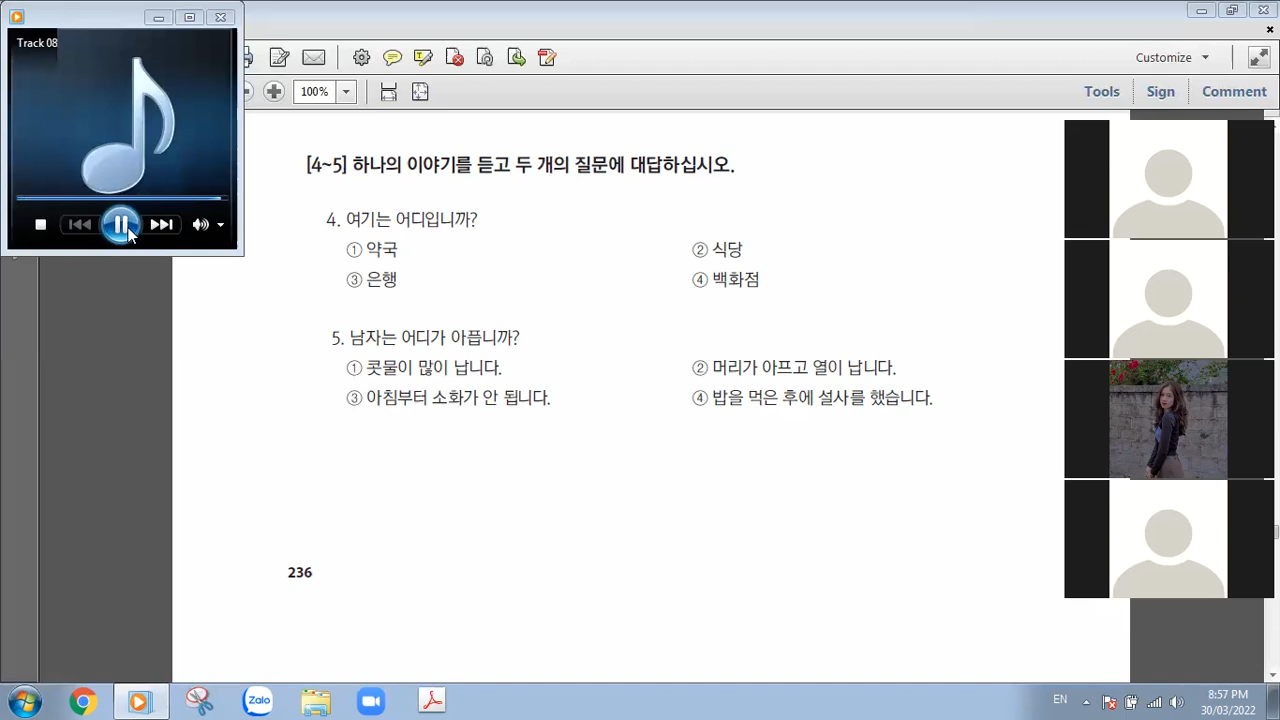 Track 08
Customize
100%
Tools
Sign
Comment
[4~5] 하나의 이야기를 듣고 두 개의 질문에 대답하십시오.
4. 여기는 어디입니까?
① 약국
② 식당
③ 은행
④ 백화점
5. 남자는 어디가 아픕니까?
① 콧물이 많이 납니다.
② 머리가 아프고 열이 납니다.
③ 아침부터 소화가 안 됩니다.
④ 밥을 먹은 후에 설사를 했습니다.
236
Zalo
EN
8:57 PM
30/03/2022